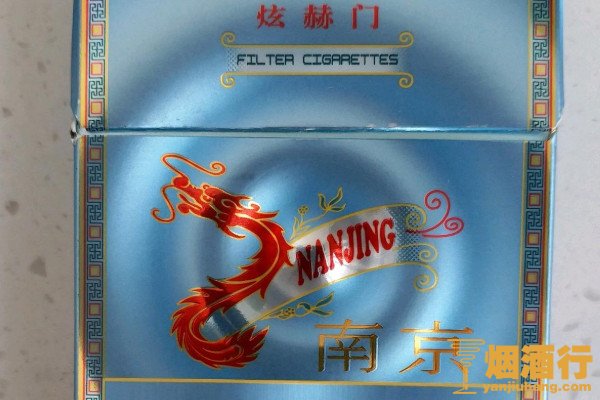 炫赫门
FILTER CIGARETTES
NANJING
南京
烟酒行
yanjiuhang.com